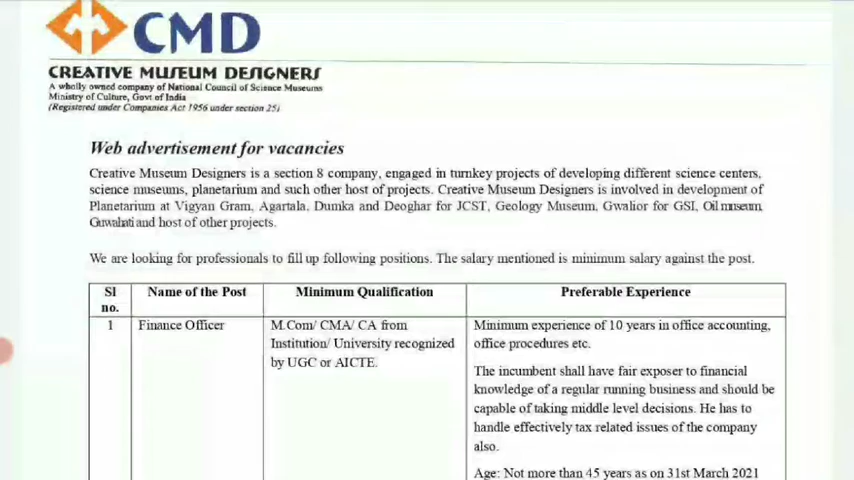 CMD
CREATIVE MUSEUM DESIGNERS
A wholly owned company of National Council of Science Museums
Ministry of Culture, Govt of India
(Registered under Companies Act 1956 under section 25)
Web advertisement for vacancies
Creative Museum Designers is a section 8 company, engaged in turnkey projects of developing different science centers,
science museums, planetarium and such other host of projects. Creative Museum Designers is involved in development of
Planetarium at Vigyan Gram, Agartala, Dumka and Deoghar for JCST, Geology Museum, Gwalior for GSI, Oil museum,
Guwahati and host of other projects.
We are looking for professionals to fill up following positions. The salary mentioned is minimum salary against the post.
Sl no. Name of the Post Minimum Qualification Preferable Experience
1 Finance Officer M.Com/ CMA/ CA from
Institution/ University recognized
by UGC or AICTE.
Minimum experience of 10 years in office accounting,
office procedures etc.
The incumbent shall have fair exposer to financial
knowledge of a regular running business and should be
capable of taking middle level decisions. He has to
handle effectively tax related issues of the company
also.
Age: Not more than 45 years as on 31st March 2021